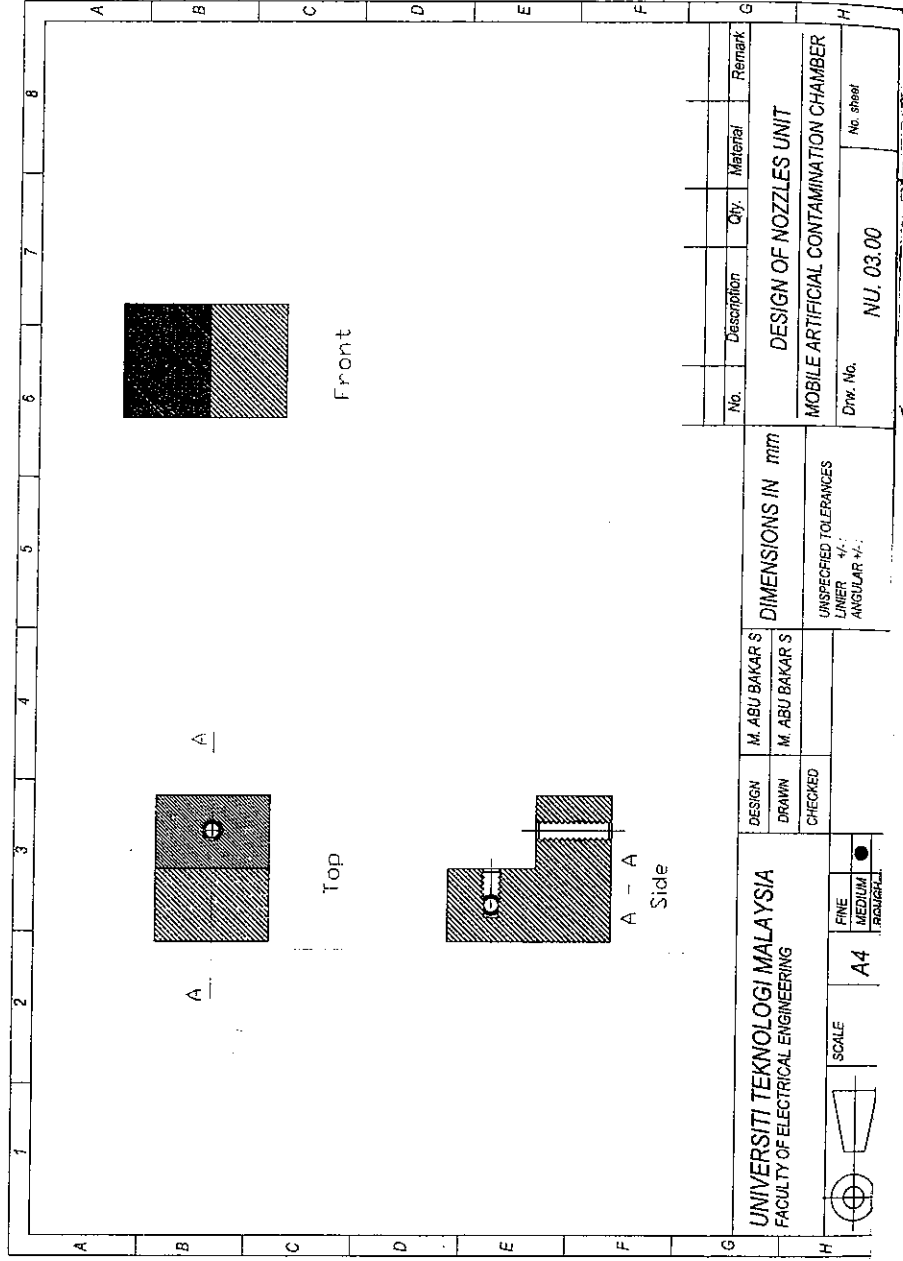 1 2 3 4 5 6 7 8
A A
B B
C C
D D
E E
F F
G G
H H
A
A
Top
Front
A - A
Side
UNIVERSITI TEKNOLOGI MALAYSIA
FACULTY OF ELECTRICAL ENGINEERING
SCALE
A4
FINE
MEDIUM
ROUGH
DESIGN M. ABU BAKAR S
DRAWN M. ABU BAKAR S
CHECKED
DIMENSIONS IN mm
UNSPECIFIED TOLERANCES
LINIER +/-:
ANGULAR +/-:
No. Description Qty. Material Remark
DESIGN OF NOZZLES UNIT
MOBILE ARTIFICIAL CONTAMINATION CHAMBER
Drw. No.
NU. 03.00
No. sheet